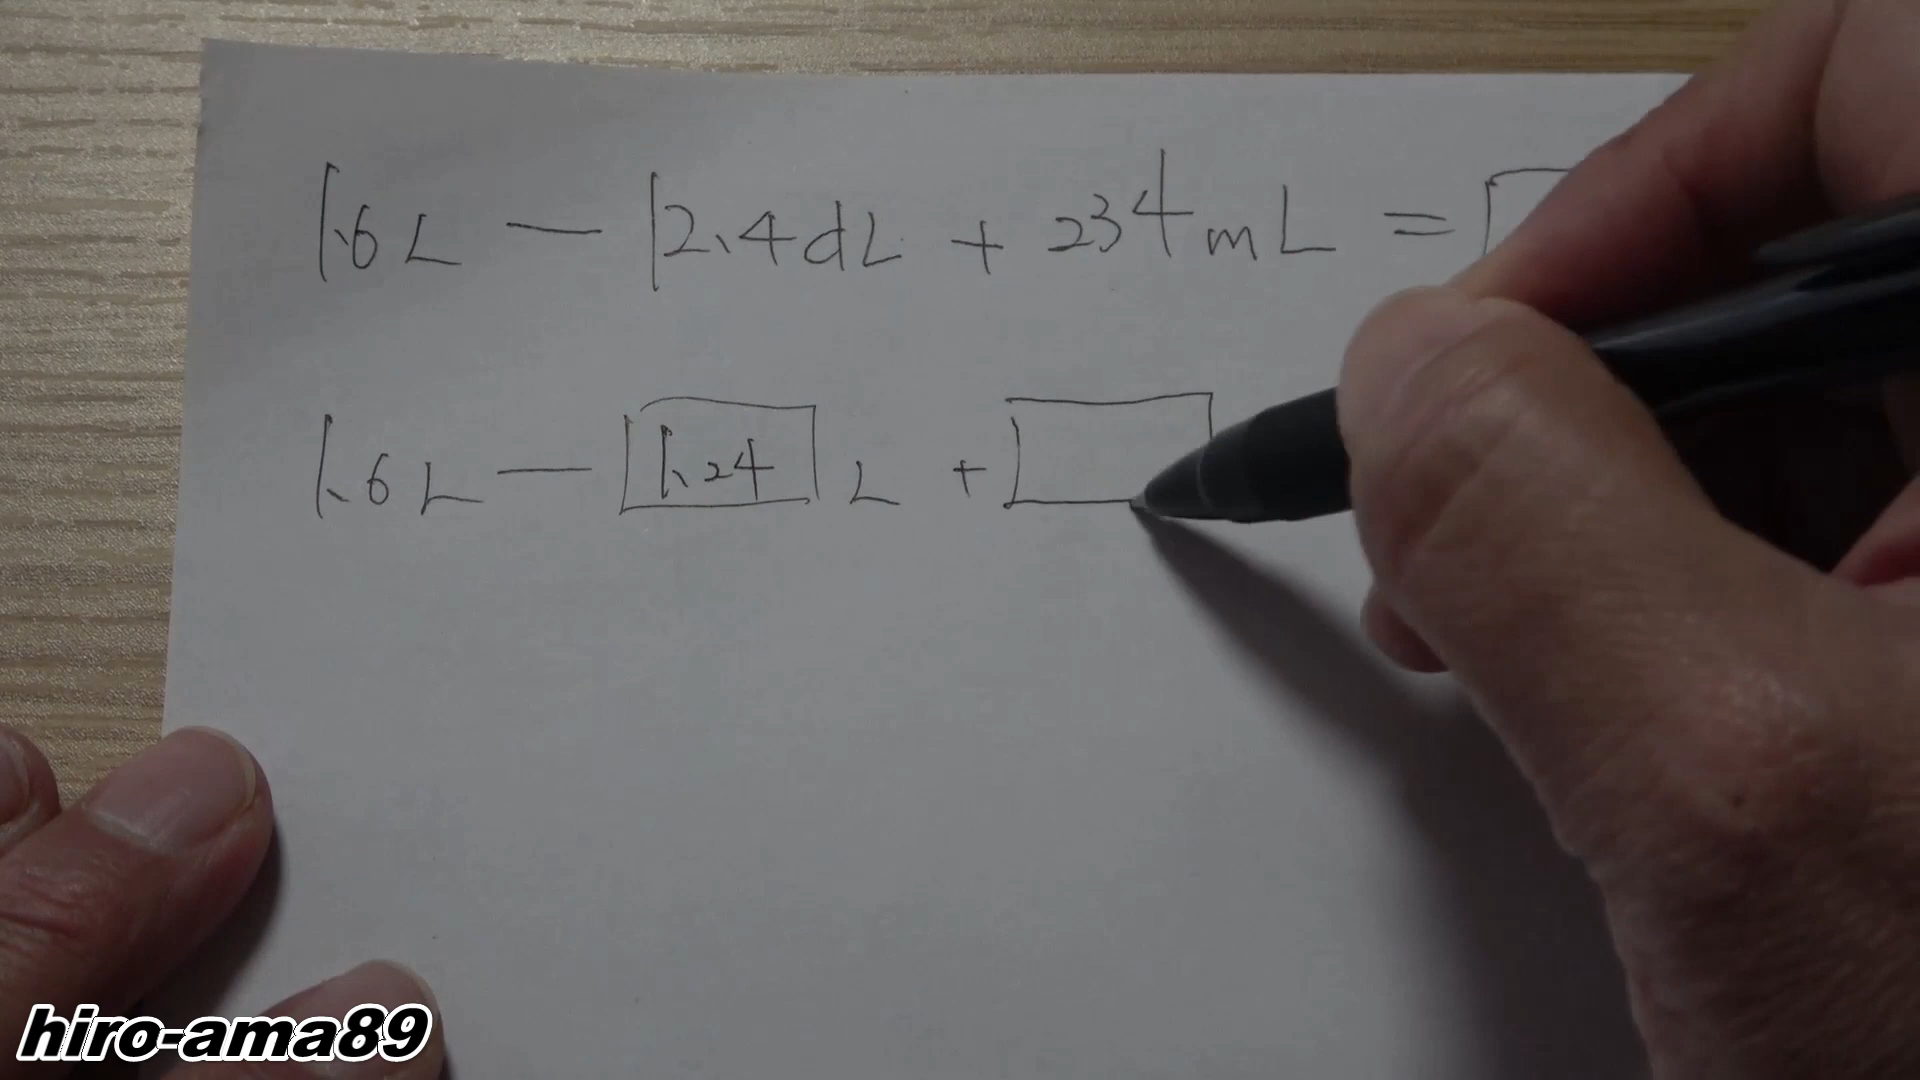 1.6L - 12.4dL + 234mL =
1.6L - 1.24 L +
hiro-ama89